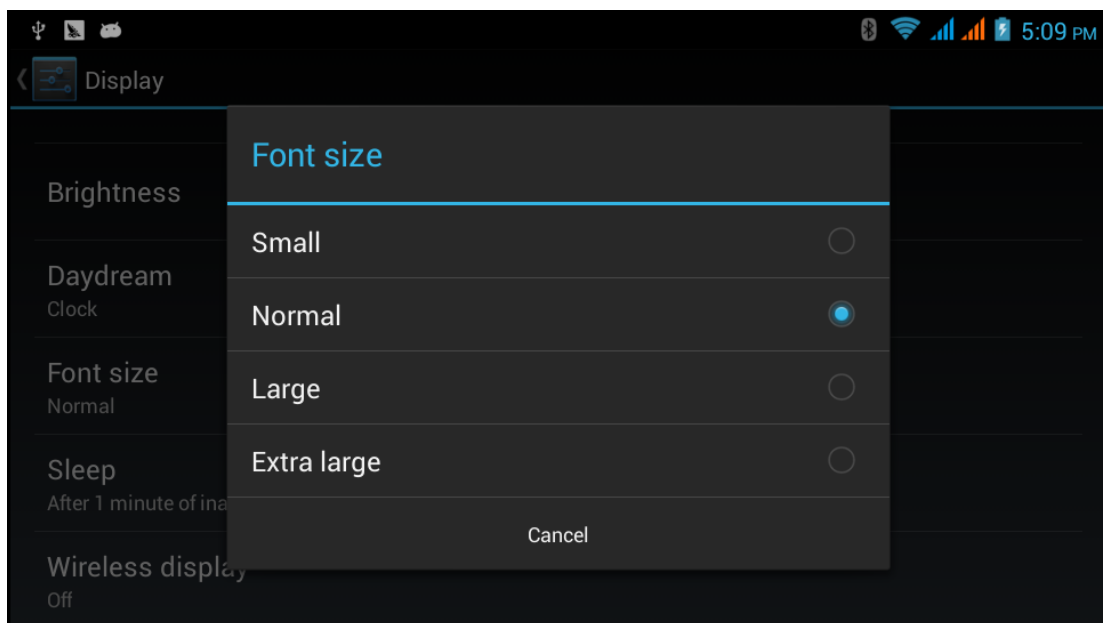 5:09 PM
Display
Font size
Brightness
Small
Daydream
Clock
Normal
Font size
Normal
Large
Sleep
After 1 minute of ina
Extra large
Cancel
Wireless display
Off